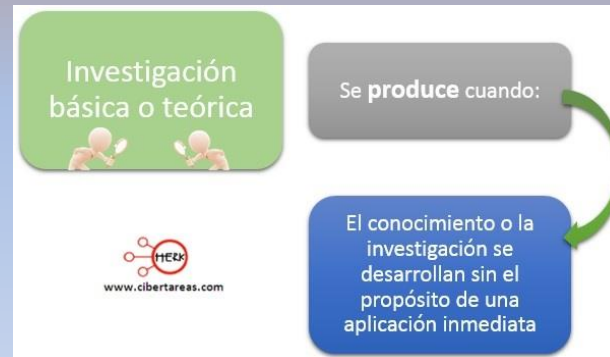 Investigación
básica o teórica
Se produce cuando:
HERK
www.cibertareas.com
El conocimiento o la
investigación se
desarrollan sin el
propósito de una
aplicación inmediata